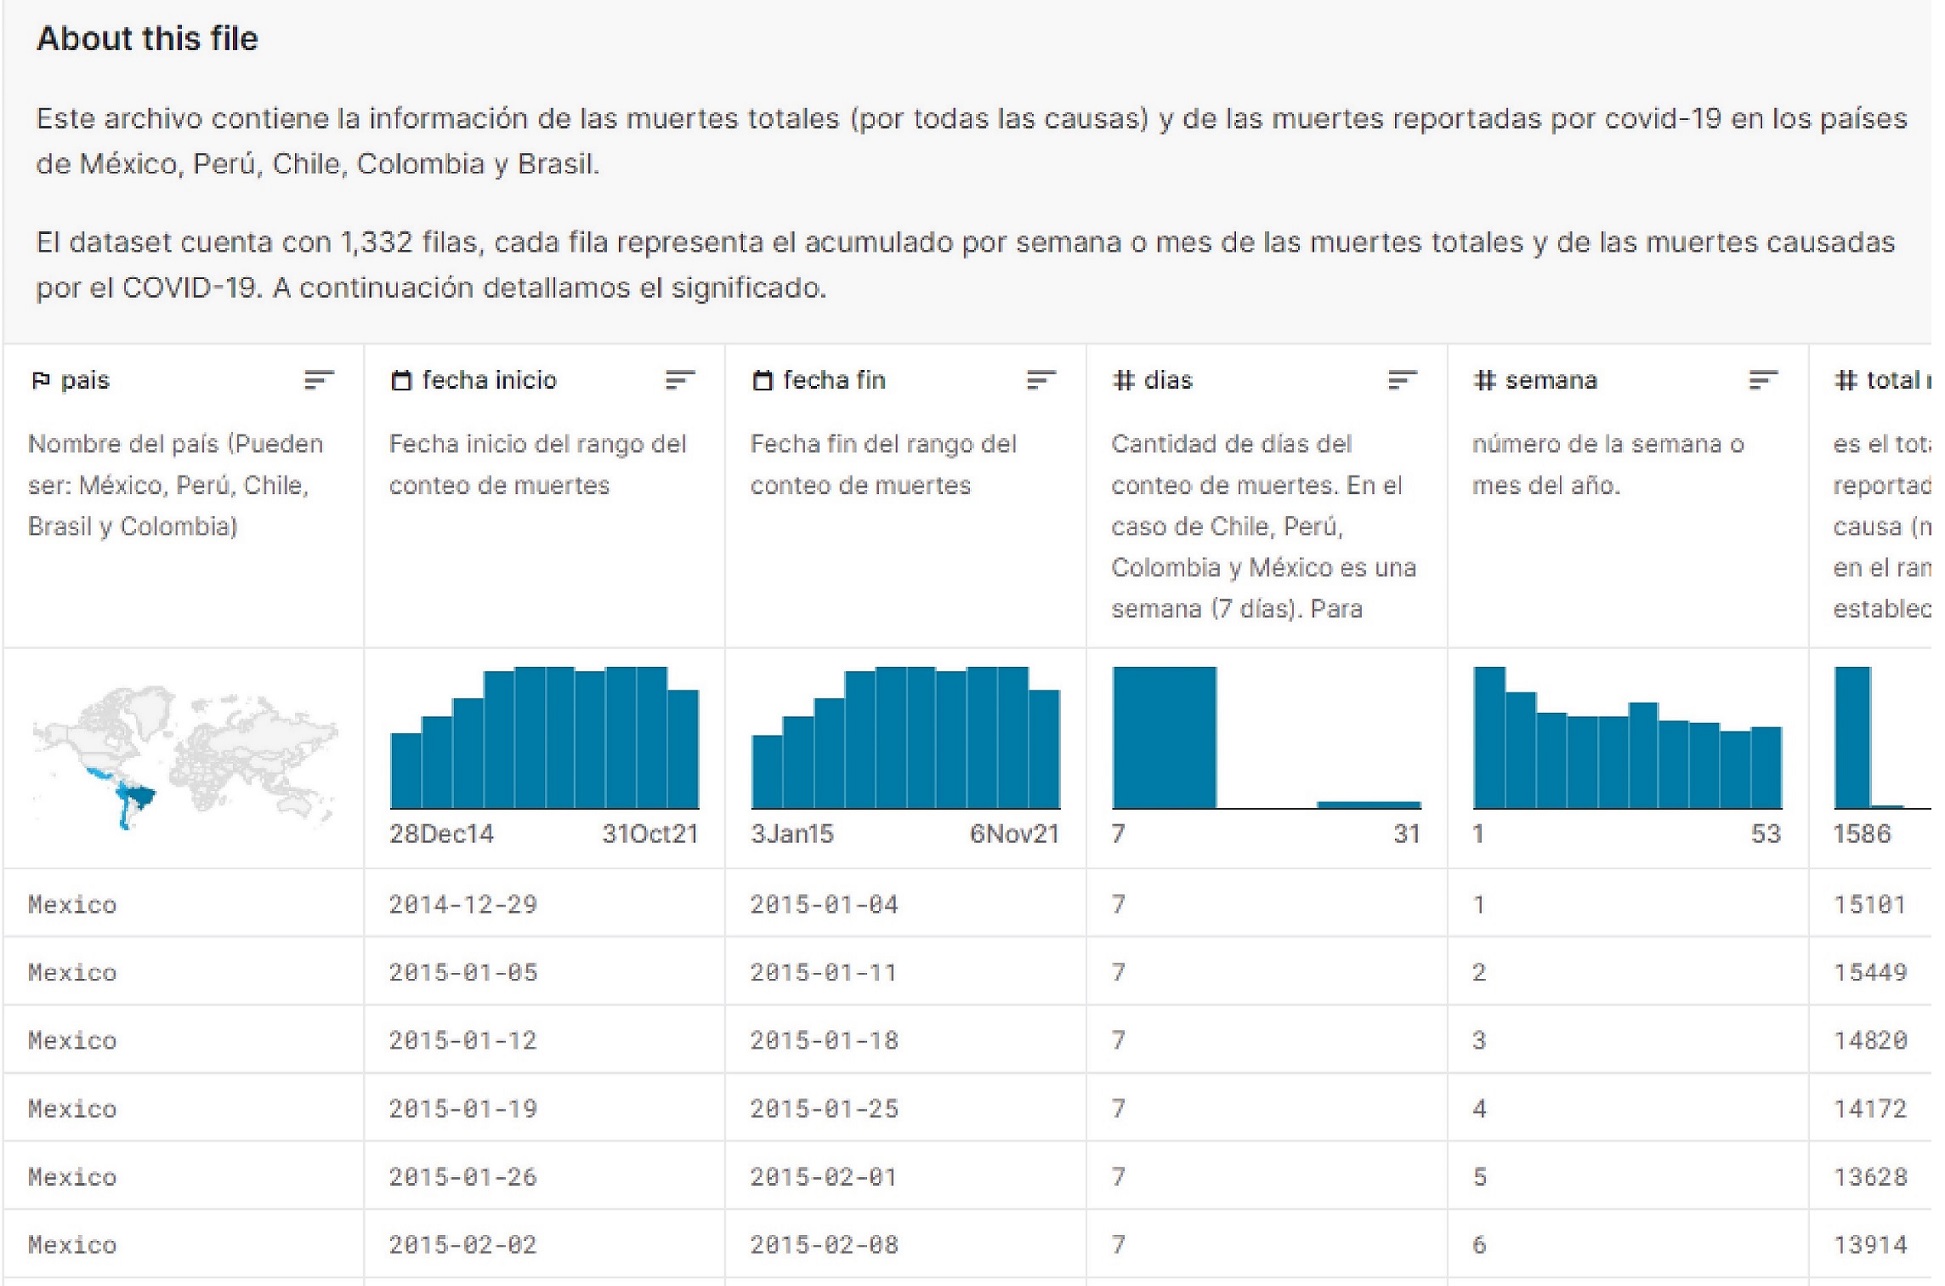 About this file
Este archivo contiene la información de las muertes totales (por todas las causas) y de las muertes reportadas por covid-19 en los países
de México, Perú, Chile, Colombia y Brasil.
El dataset cuenta con 1,332 filas, cada fila representa el acumulado por semana o mes de las muertes totales y de las muertes causadas
por el COVID-19. A continuación detallamos el significado.
pais
fecha inicio
fecha fin
# dias
# semana
# total
Nombre del país (Pueden
ser: México, Perú, Chile,
Brasil y Colombia)
Fecha inicio del rango del
conteo de muertes
Fecha fin del rango del
conteo de muertes
Cantidad de días del
conteo de muertes. En el
caso de Chile, Perú,
Colombia y México es una
semana (7 días). Para
número de la semana o
mes del año.
es el tot
reportad
causa (n
en el ran
establec
28Dec14 31Oct21
3Jan15 6Nov21
7 31
1 53
1586
Mexico 2014-12-29 2015-01-04 7 1 15101
Mexico 2015-01-05 2015-01-11 7 2 15449
Mexico 2015-01-12 2015-01-18 7 3 14820
Mexico 2015-01-19 2015-01-25 7 4 14172
Mexico 2015-01-26 2015-02-01 7 5 13628
Mexico 2015-02-02 2015-02-08 7 6 13914